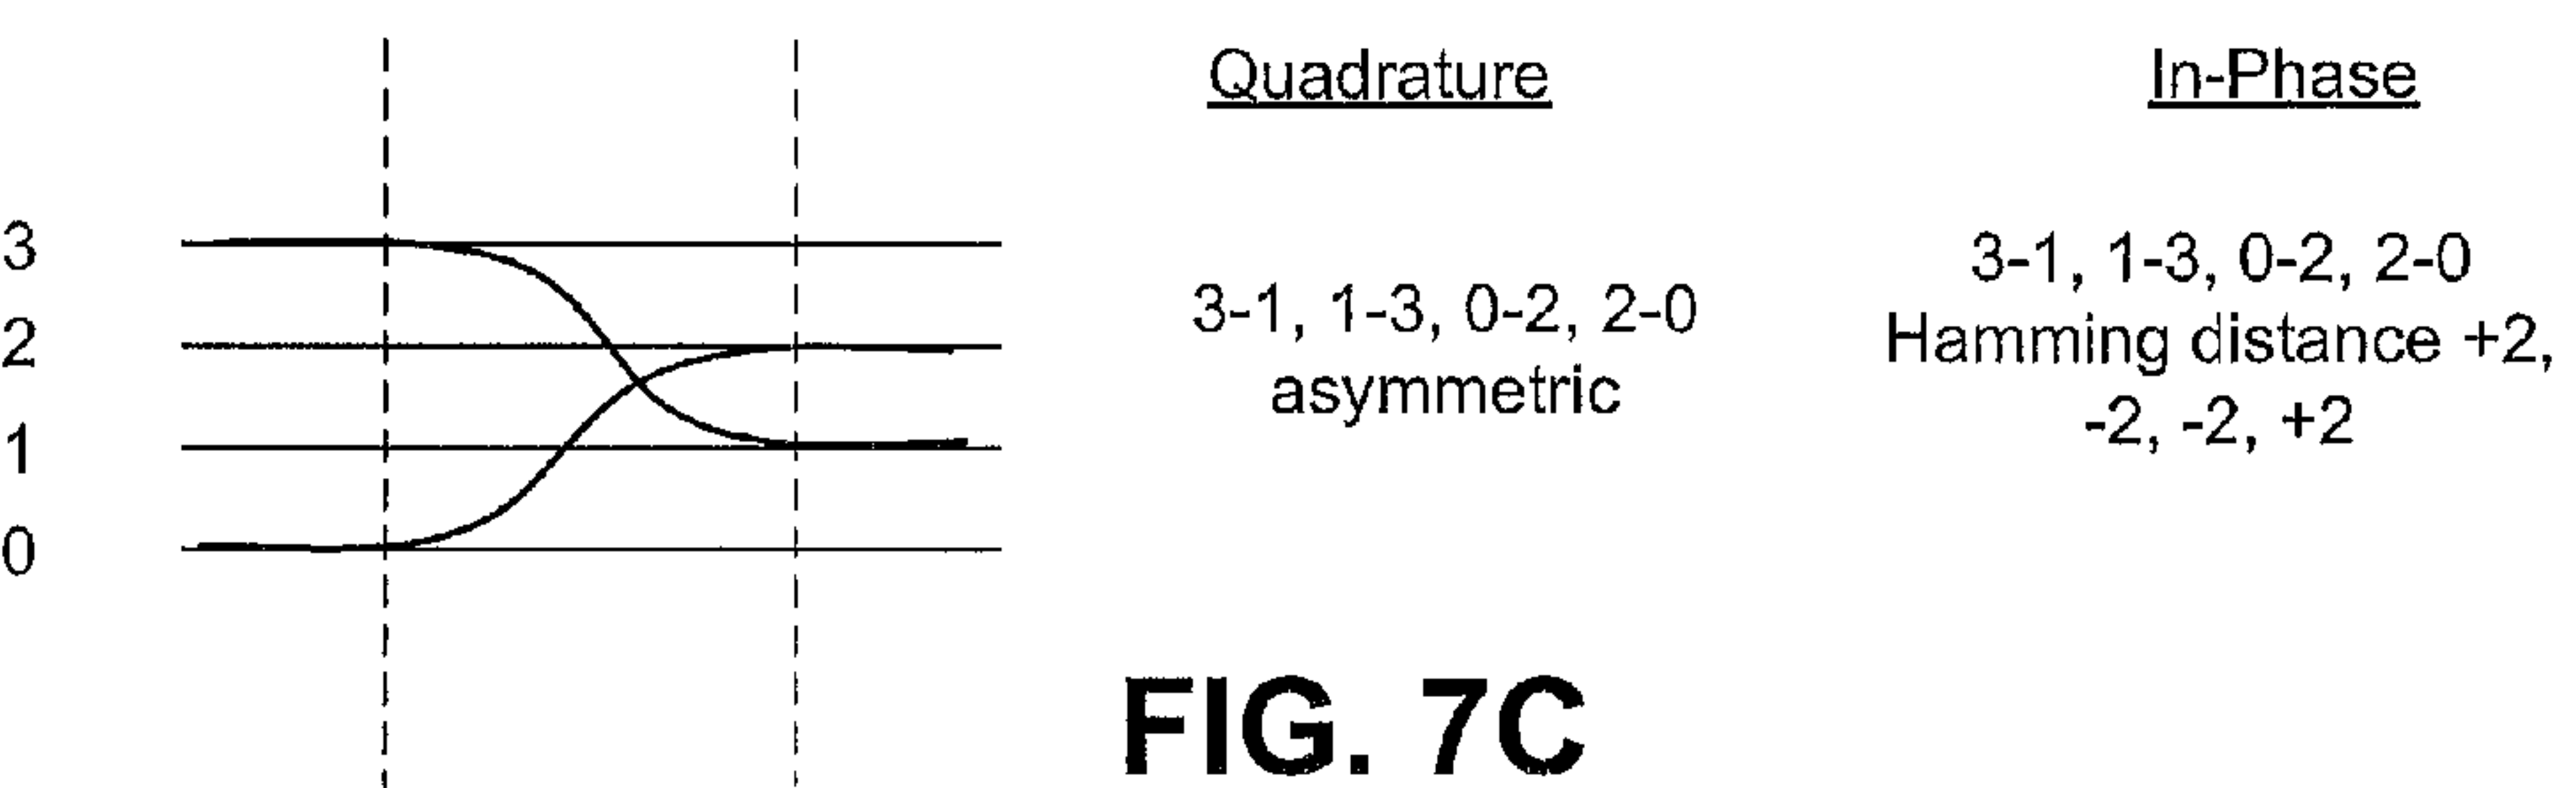 Quadrature
In-Phase
3
2
1
0
3-1, 1-3, 0-2, 2-0
asymmetric
3-1, 1-3, 0-2, 2-0
Hamming distance +2,
-2, -2, +2
FIG. 7C